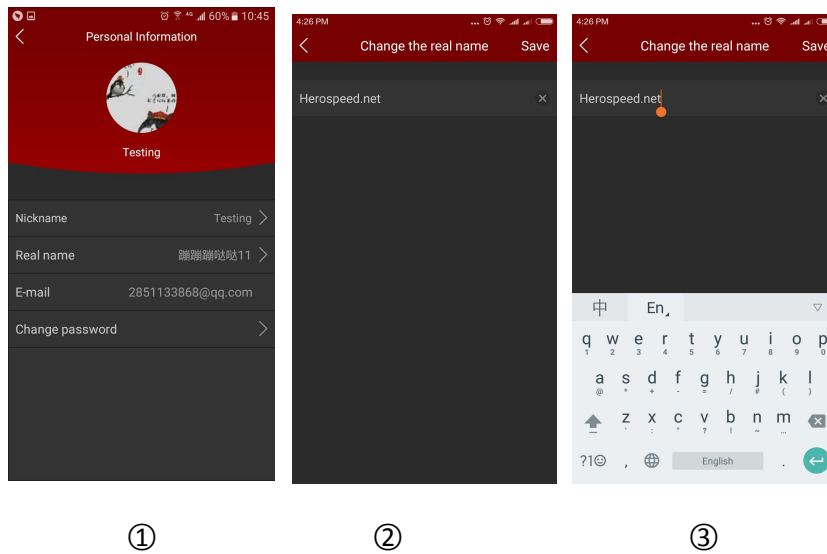 4G 60% 10:45
Personal Information
Testing
Nickname Testing
Real name 蹦蹦蹦哒哒11
E-mail 2851133868@qq.com
Change password
4:26 PM ...
Change the real name Save
Herospeed.net
4:26 PM ...
Change the real name Save
Herospeed.net
中 En
q w e r t y u i o p
1 2 3 4 5 6 7 8 9 0
a s d f g h j k l
@ * + - = / # ( )
z x c v b n m
' : " ? ! ~ ...
?1☺ , English .
① ② ③